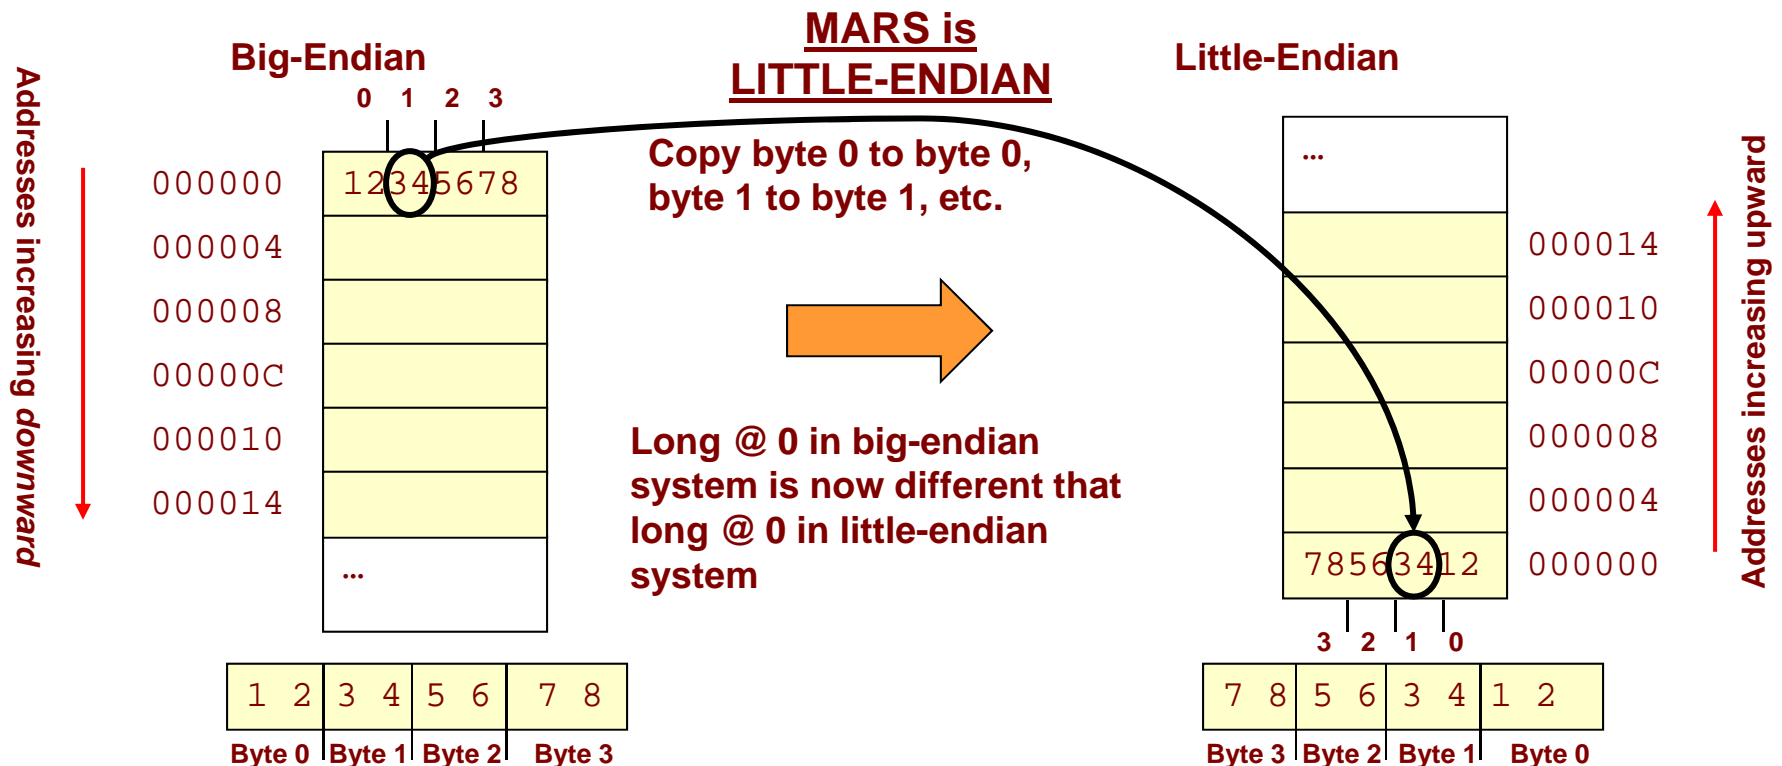 MARS is
LITTLE-ENDIAN
Big-Endian
Little-Endian
Addresses increasing downward
0 1 2 3
000000 12345678
000004
000008
00000C
000010
000014
...
1 2 3 4 5 6 7 8
Byte 0 Byte 1 Byte 2 Byte 3
Copy byte 0 to byte 0,
byte 1 to byte 1, etc.
Long @ 0 in big-endian
system is now different that
long @ 0 in little-endian
system
...
000014
000010
00000C
000008
000004
78563412 000000
3 2 1 0
7 8 5 6 3 4 1 2
Byte 3 Byte 2 Byte 1 Byte 0
Addresses increasing upward